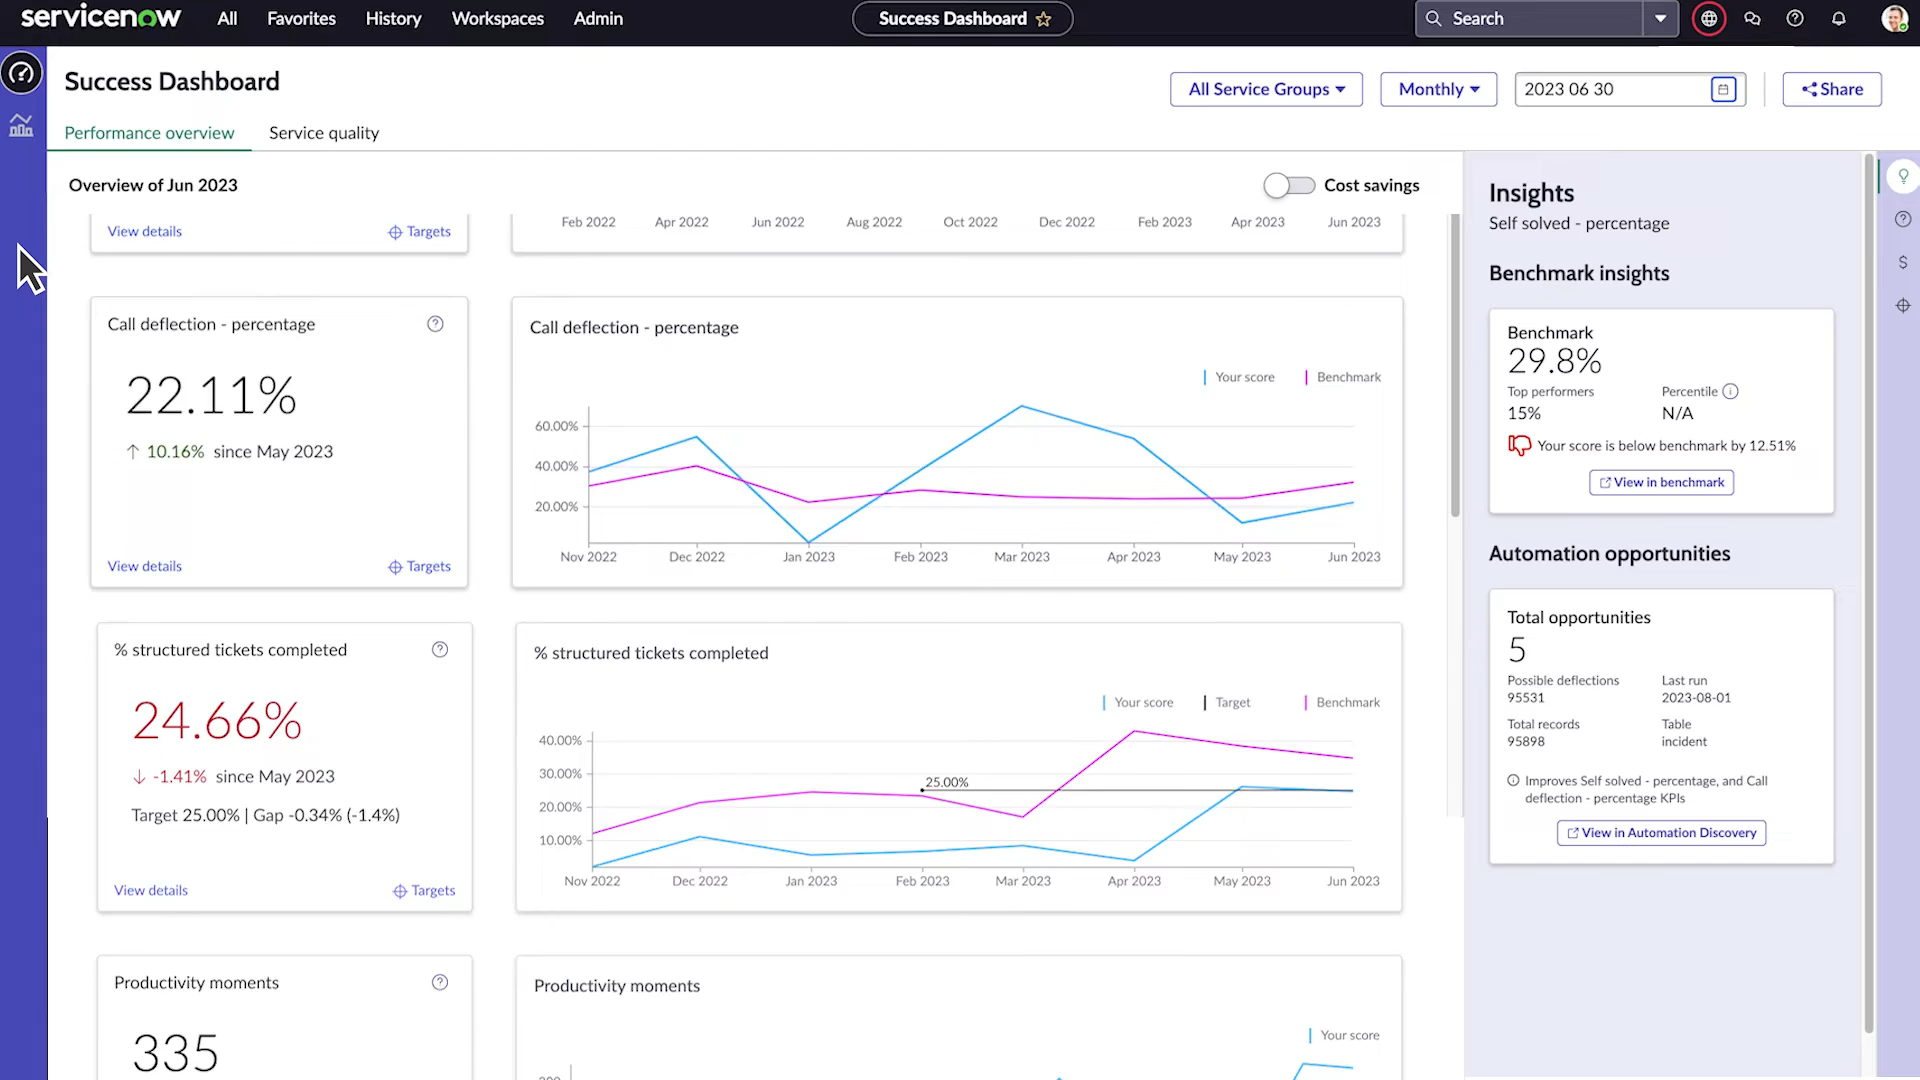 servicenow All Favorites History Workspaces Admin Success Dashboard Search
Success Dashboard
All Service Groups Monthly 2023 06 30 Share
Performance overview Service quality
Overview of Jun 2023 Cost savings
View details Targets
Feb 2022 Apr 2022 Jun 2022 Aug 2022 Oct 2022 Dec 2022 Feb 2023 Apr 2023 Jun 2023
Call deflection - percentage
22.11%
10.16% since May 2023
View details Targets
Call deflection - percentage
Your score Benchmark
60.00%
40.00%
20.00%
Nov 2022 Dec 2022 Jan 2023 Feb 2023 Mar 2023 Apr 2023 May 2023 Jun 2023
% structured tickets completed
24.66%
-1.41% since May 2023
Target 25.00% | Gap -0.34% (-1.4%)
View details Targets
% structured tickets completed
Your score Target Benchmark
40.00%
30.00%
25.00%
20.00%
10.00%
Nov 2022 Dec 2022 Jan 2023 Feb 2023 Mar 2023 Apr 2023 May 2023 Jun 2023
Productivity moments
335
Productivity moments
Your score
Insights
Self solved - percentage
Benchmark insights
Benchmark
29.8%
Top performers Percentile
15% N/A
Your score is below benchmark by 12.51%
View in benchmark
Automation opportunities
Total opportunities
5
Possible deflections Last run
95531 2023-08-01
Total records Table
95898 incident
Improves Self solved - percentage, and Call
deflection - percentage KPIs
View in Automation Discovery